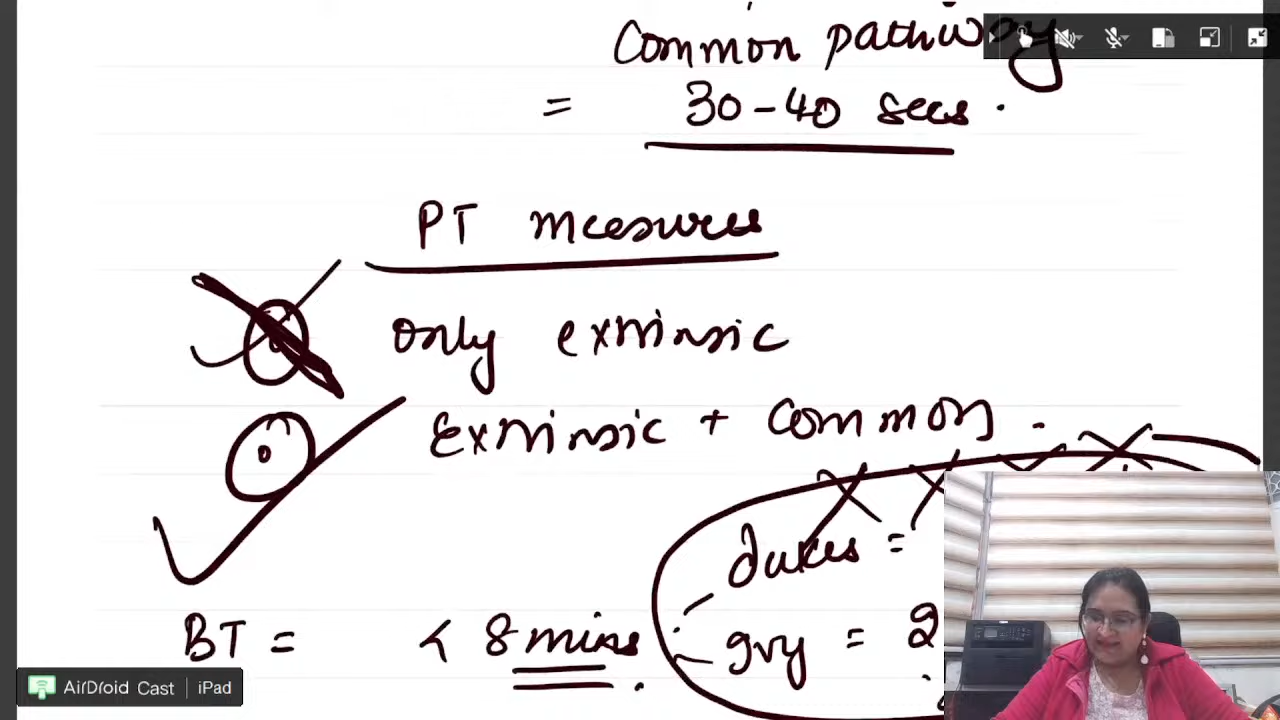 common pathway
= 30-40 secs.
PT measures
only extrinsic
Extrinsic + Common.
dukes =
BT = < 8 mins.
Ivy = 2
AirDroid Cast | iPad